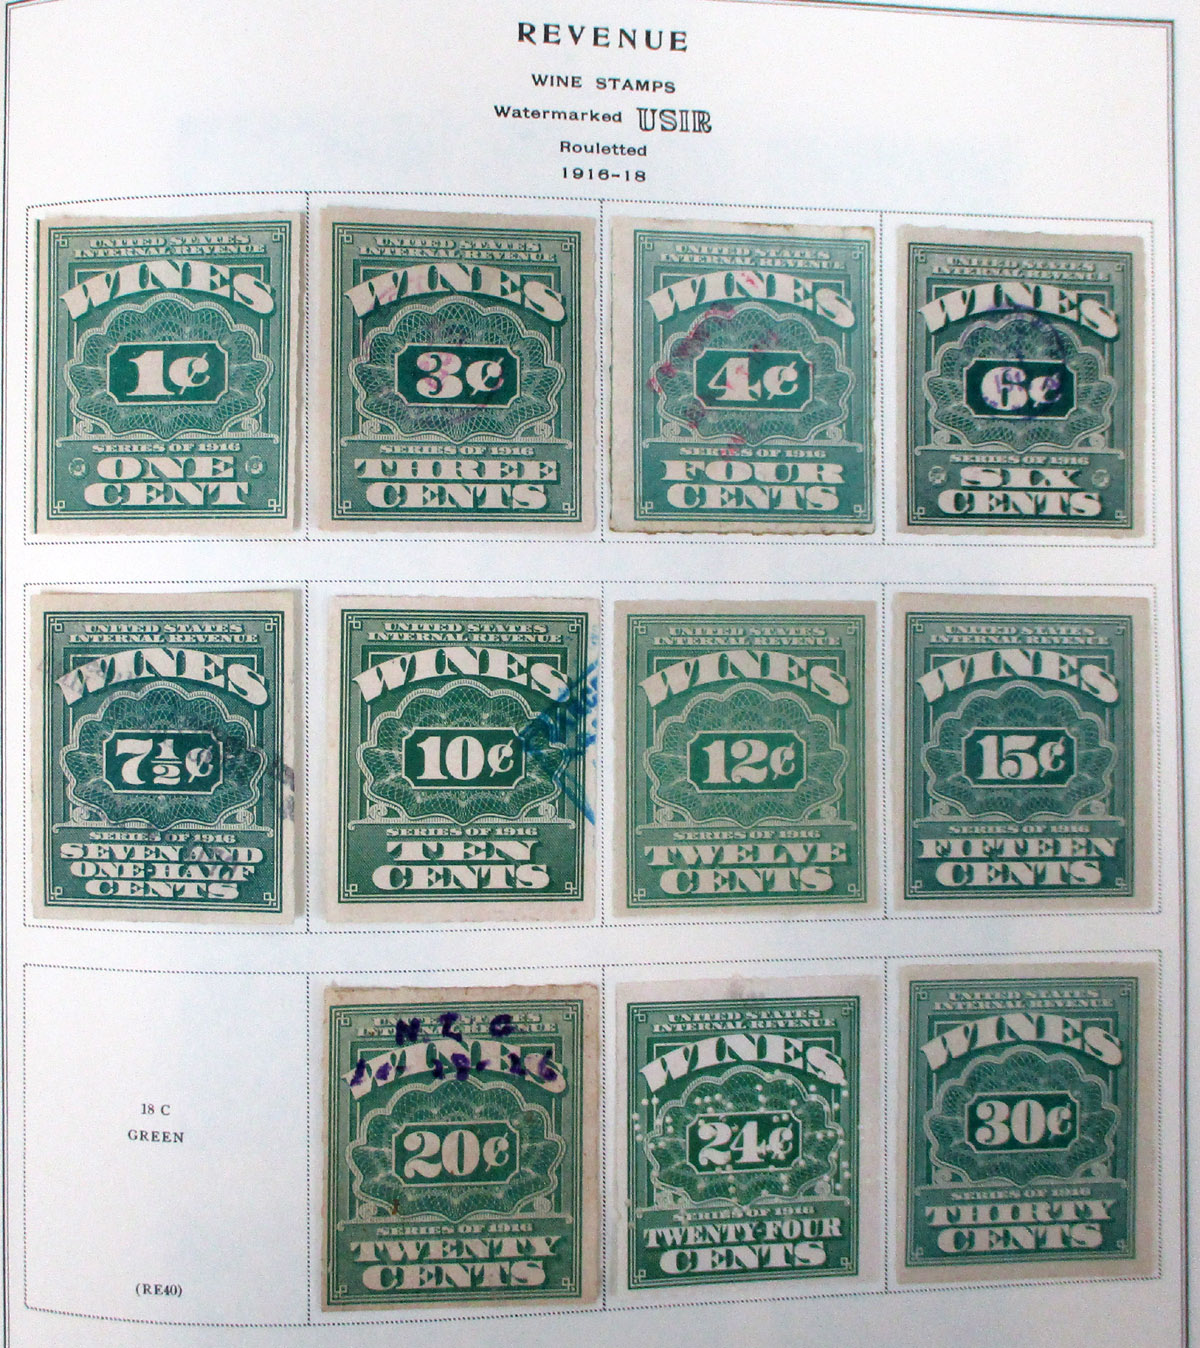 REVENUE
WINE STAMPS
Watermarked USIR
Rouletted
1916-18
UNITED STATES
INTERNAL REVENUE
WINES
1¢
SERIES OF 1916
ONE
CENT
UNITED STATES
INTERNAL REVENUE
WINES
3¢
SERIES OF 1916
THREE
CENTS
UNITED STATES
INTERNAL REVENUE
WINES
4¢
SERIES OF 1916
FOUR
CENTS
UNITED STATES
INTERNAL REVENUE
WINES
6¢
SERIES OF 1916
SIX
CENTS
UNITED STATES
INTERNAL REVENUE
WINES
7½¢
SERIES OF 1916
SEVEN AND
ONE-HALF
CENTS
UNITED STATES
INTERNAL REVENUE
WINES
10¢
SERIES OF 1916
TEN
CENTS
UNITED STATES
INTERNAL REVENUE
WINES
12¢
SERIES OF 1916
TWELVE
CENTS
UNITED STATES
INTERNAL REVENUE
WINES
15¢
SERIES OF 1916
FIFTEEN
CENTS
18 C
GREEN
(RE40)
UNITED STATES
INTERNAL REVENUE
WINES
20¢
SERIES OF 1916
TWENTY
CENTS
UNITED STATES
INTERNAL REVENUE
WINES
24¢
SERIES OF 1916
TWENTY-FOUR
CENTS
UNITED STATES
INTERNAL REVENUE
WINES
30¢
SERIES OF 1916
THIRTY
CENTS